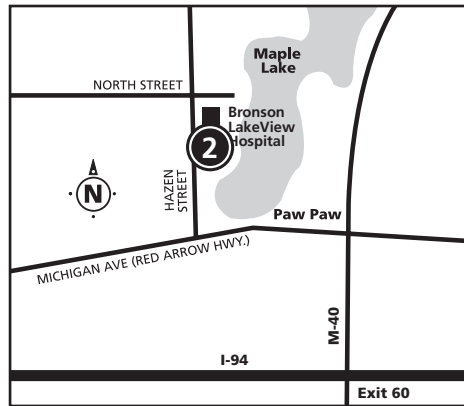 Maple
Lake
NORTH STREET
Bronson
LakeView
Hospital
2
N
HAZEN
STREET
Paw Paw
MICHIGAN AVE (RED ARROW HWY.)
M-40
I-94
Exit 60